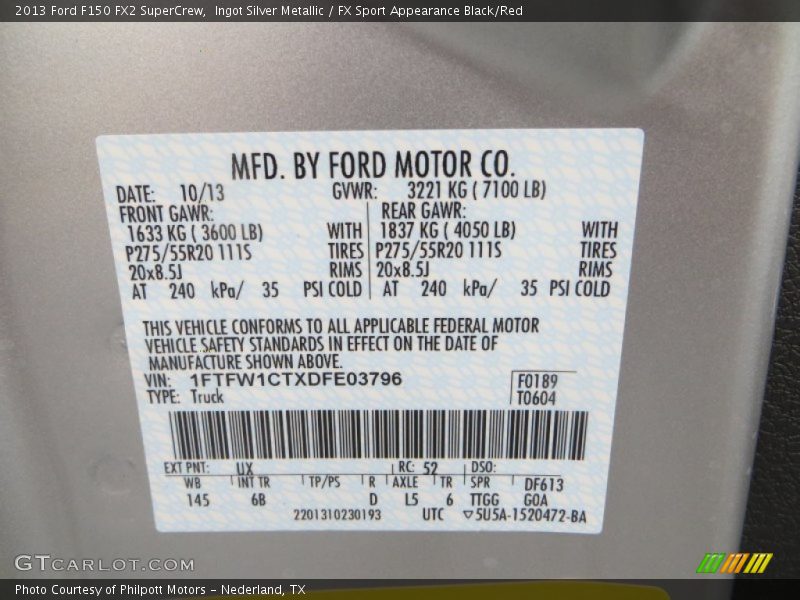 2013 Ford F150 FX2 SuperCrew,  Ingot Silver Metallic / FX Sport Appearance Black/Red
MFD. BY FORD MOTOR CO.
DATE: 10/13 GVWR: 3221 KG ( 7100 LB)
FRONT GAWR: REAR GAWR:
1633 KG ( 3600 LB) WITH 1837 KG ( 4050 LB) WITH
P275/55R20 111S TIRES P275/55R20 111S TIRES
20x8.5J RIMS 20x8.5J RIMS
AT 240 kPa/ 35 PSI COLD AT 240 kPa/ 35 PSI COLD
THIS VEHICLE CONFORMS TO ALL APPLICABLE FEDERAL MOTOR
VEHICLE SAFETY STANDARDS IN EFFECT ON THE DATE OF
MANUFACTURE SHOWN ABOVE.
VIN: 1FTFW1CTXDFE03796 F0189
TYPE: Truck T0604
EXT PNT: UX RC: 52 DSO:
WB INT TR TP/PS R AXLE TR SPR DF613
145 6B D L5 6 TTGG GOA
2201310230193 UTC ▽5U5A-1520472-BA
GTCARLOT.COM
Photo Courtesy of Philpott Motors – Nederland, TX